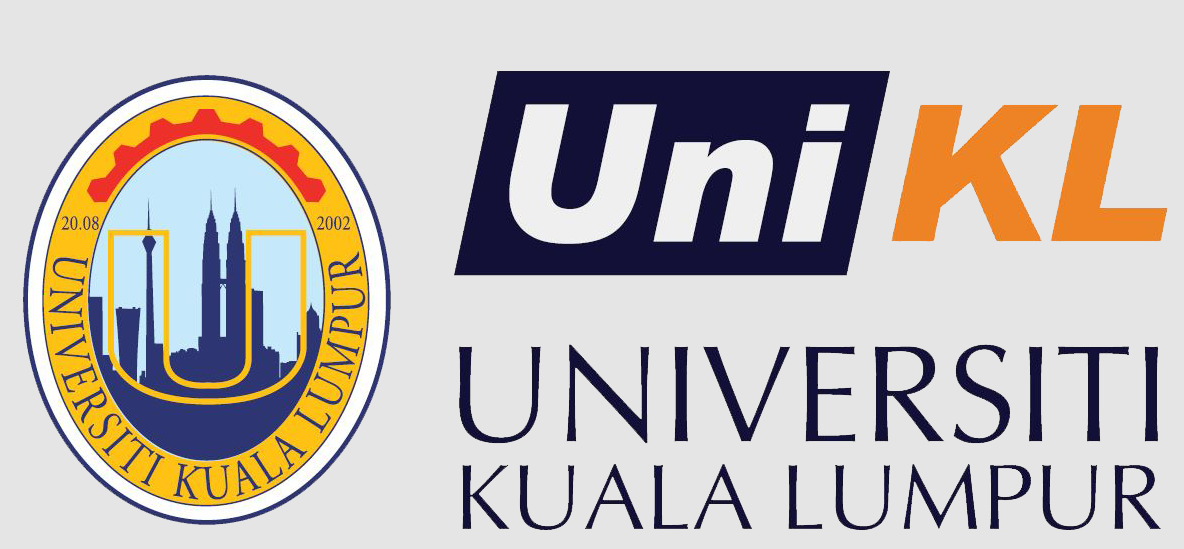 20.08 2002
UNIVERSITI KUALA LUMPUR
U
Uni KL
UNIVERSITI
KUALA LUMPUR